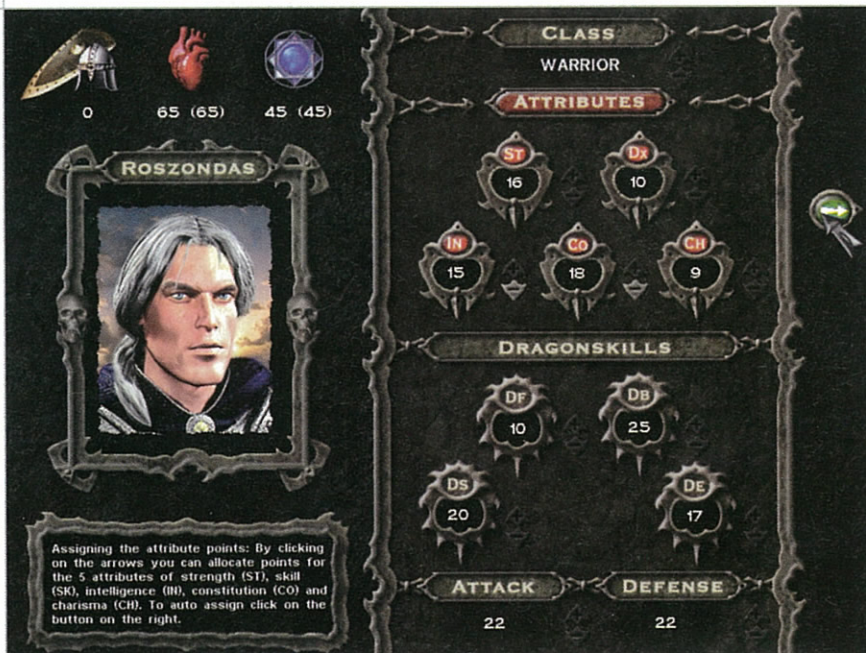 0 65 (65) 45 (45)
ROSZONDAS
Assigning the attribute points: By clicking
on the arrows you can allocate points for
the 5 attributes of strength (ST), skill
(SK), intelligence (IN), constitution (CO) and
charisma (CH). To auto assign click on the
button on the right.
CLASS
WARRIOR
ATTRIBUTES
ST DX
16 10
IN CO CH
15 18 9
DRAGONSKILLS
DF DB
10 25
DS DE
20 17
ATTACK DEFENSE
22 22